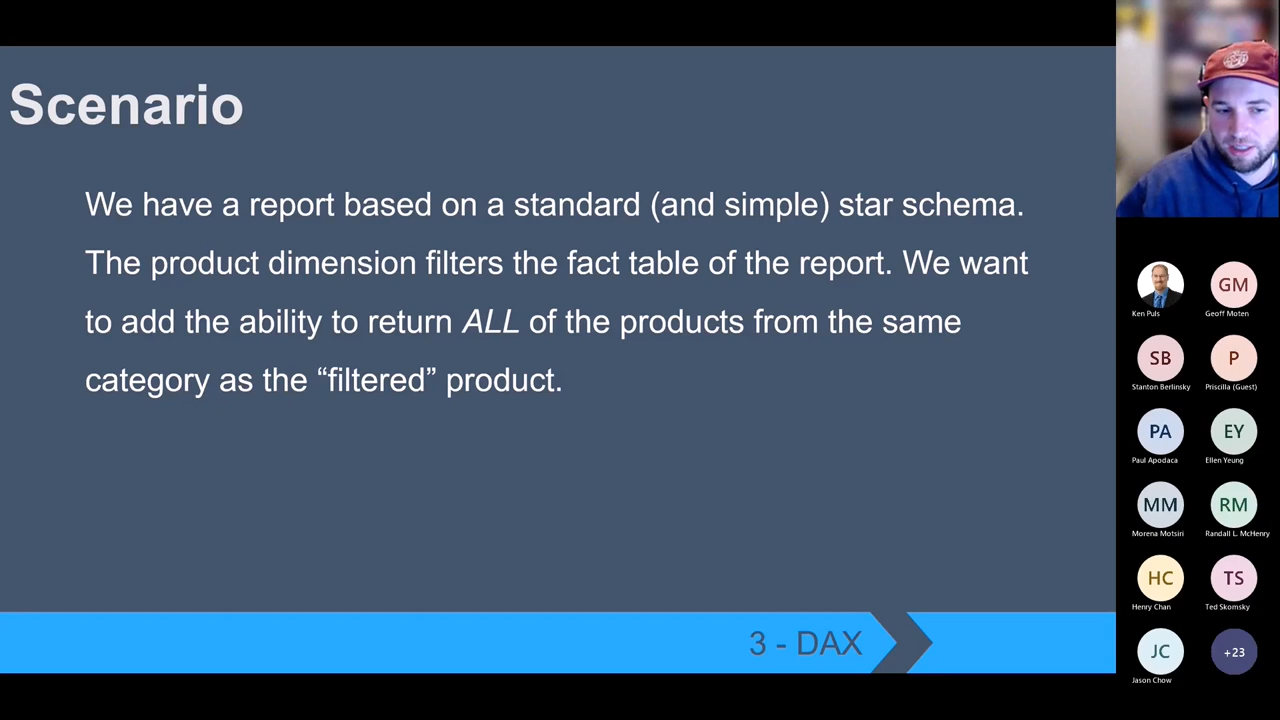 Scenario
We have a report based on a standard (and simple) star schema.
The product dimension filters the fact table of the report. We want
to add the ability to return ALL of the products from the same
category as the “filtered” product.
3 - DAX
Ken Puls
GM
Geoff Moten
SB
Stanton Berlinsky
P
Priscilla (Guest)
PA
Paul Apodaca
EY
Ellen Yeung
MM
Morena Motsiri
RM
Randall L. McHenry
HC
Henry Chan
TS
Ted Skomsky
JC
Jason Chow
+23